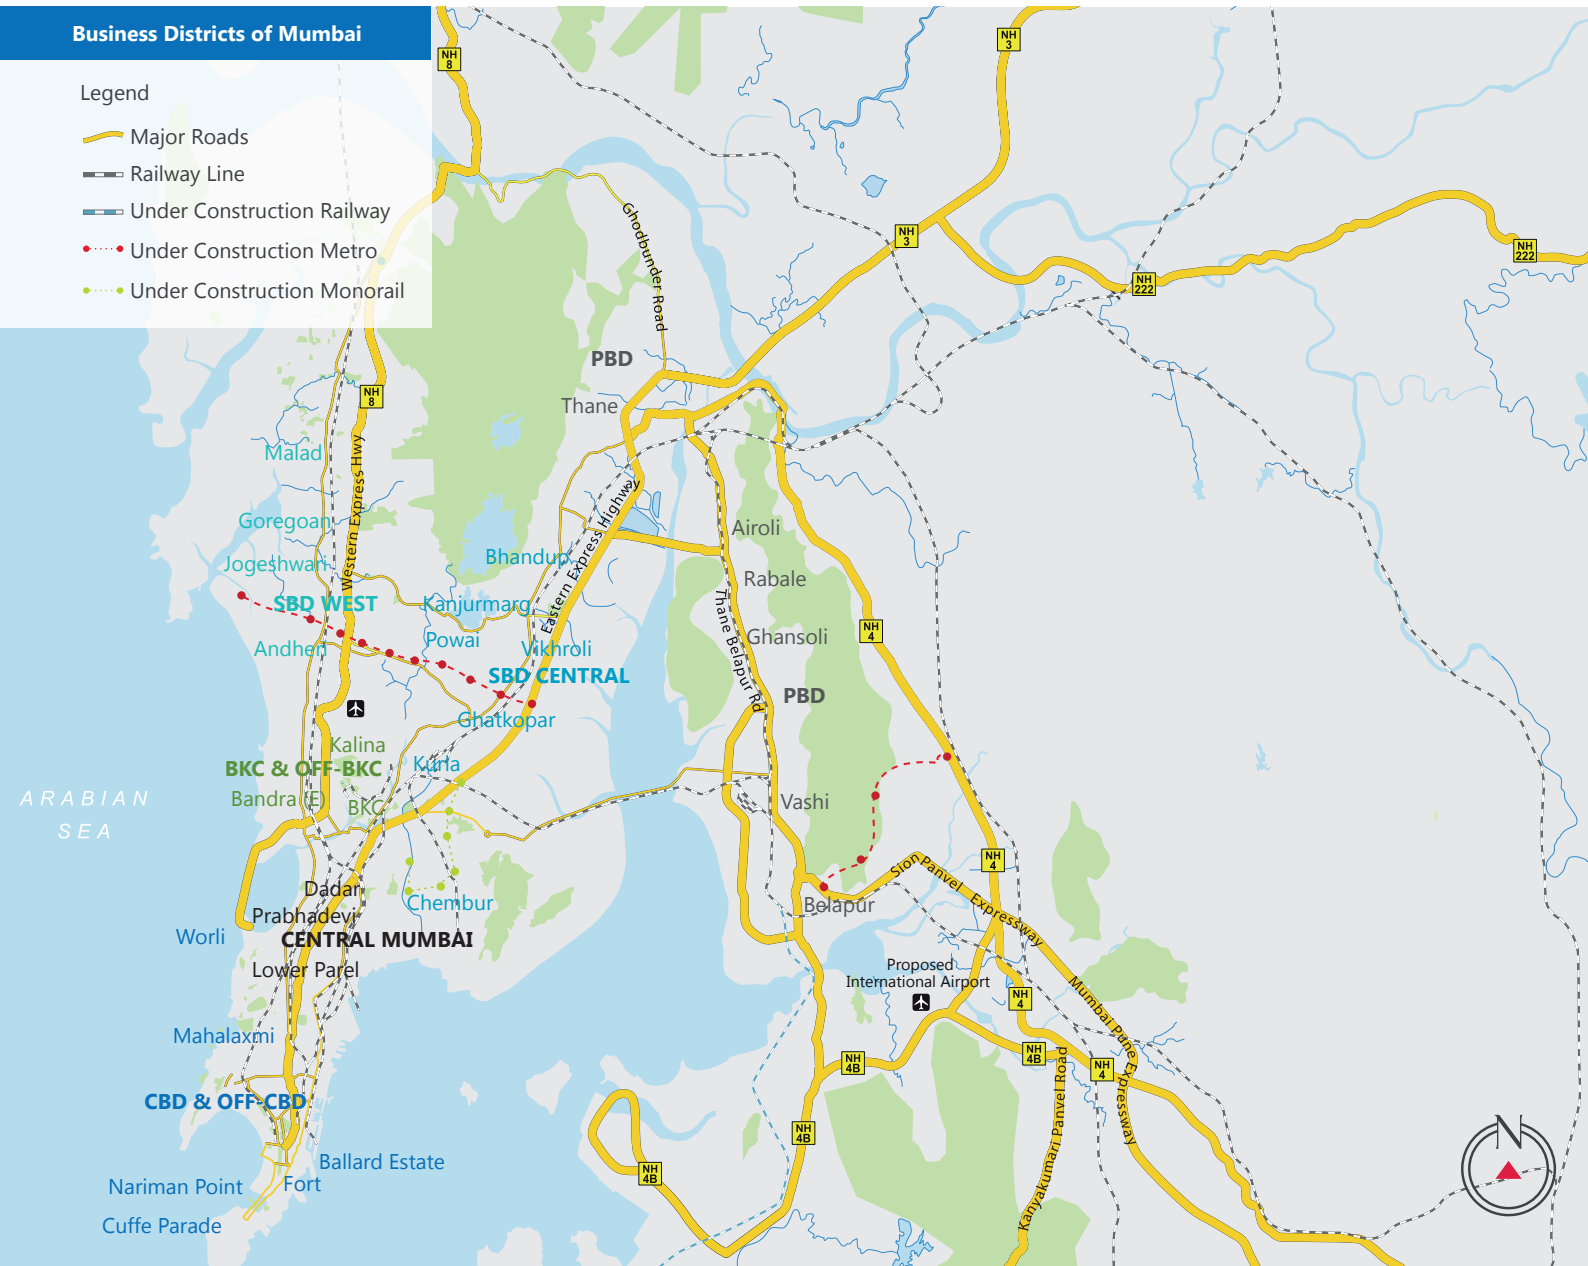 Business Districts of Mumbai
Legend
Major Roads
Railway Line
Under Construction Railway
Under Construction Metro
Under Construction Monorail
NH
8
NH
3
NH
3
NH
222
NH
222
Ghodbunder Road
PBD
Thane
NH
8
Malad
Western Express Hwy
Eastern Express Highway
Goregoan
Jogeshwari
Bhandup
Airoli
Rabale
SBD WEST
Kanjurmarg
Thane Belapur Rd
Andheri
Powai
Vikhroli
Ghansoli
NH
4
SBD CENTRAL
PBD
Ghatkopar
Kalina
BKC & OFF-BKC
Kurla
Bandra (E)
BKC
Vashi
ARABIAN
SEA
Dadar
Prabhadevi
Chembur
Belapur
Sion Panvel Expressway
NH
4
Worli
CENTRAL MUMBAI
Lower Parel
Proposed
International Airport
NH
4
Mumbai Pune Expressway
Mahalaxmi
NH
4B
NH
4B
NH
4
Kanyakumari Panvel Road
CBD & OFF-CBD
NH
4B
NH
4B
Ballard Estate
Nariman Point
Fort
Cuffe Parade
N